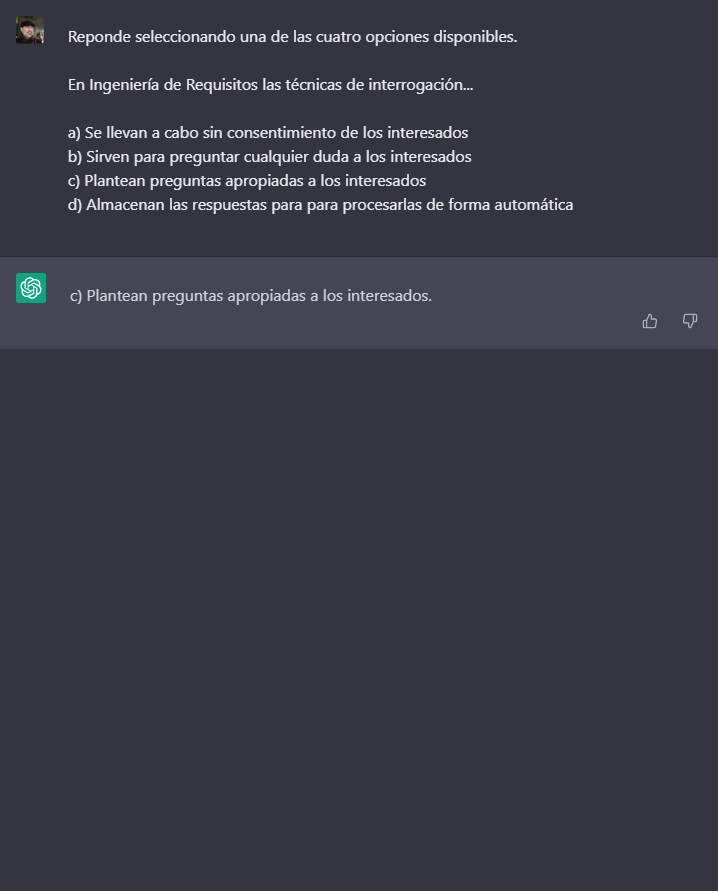 Reponde seleccionando una de las cuatro opciones disponibles.
En Ingeniería de Requisitos las técnicas de interrogación...
a) Se llevan a cabo sin consentimiento de los interesados
b) Sirven para preguntar cualquier duda a los interesados
c) Plantean preguntas apropiadas a los interesados
d) Almacenan las respuestas para para procesarlas de forma automática
c) Plantean preguntas apropiadas a los interesados.